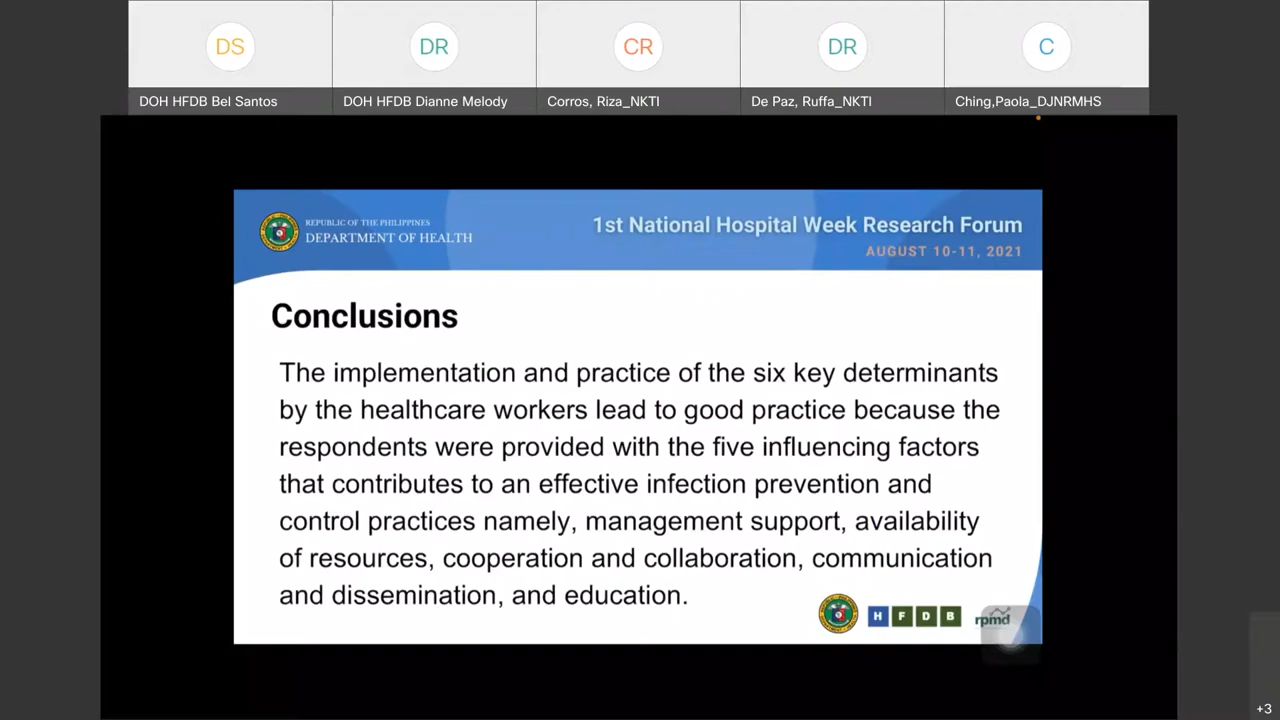 DS
DR
CR
DR
C
DOH HFDB Bel Santos
DOH HFDB Dianne Melody
Corros, Riza_NKTI
De Paz, Ruffa_NKTI
Ching,Paola_DJNRMHS
REPUBLIC OF THE PHILIPPINES
DEPARTMENT OF HEALTH
1st National Hospital Week Research Forum
AUGUST 10-11, 2021
Conclusions
The implementation and practice of the six key determinants
by the healthcare workers lead to good practice because the
respondents were provided with the five influencing factors
that contributes to an effective infection prevention and
control practices namely, management support, availability
of resources, cooperation and collaboration, communication
and dissemination, and education.
H F D B
rpmd
+3